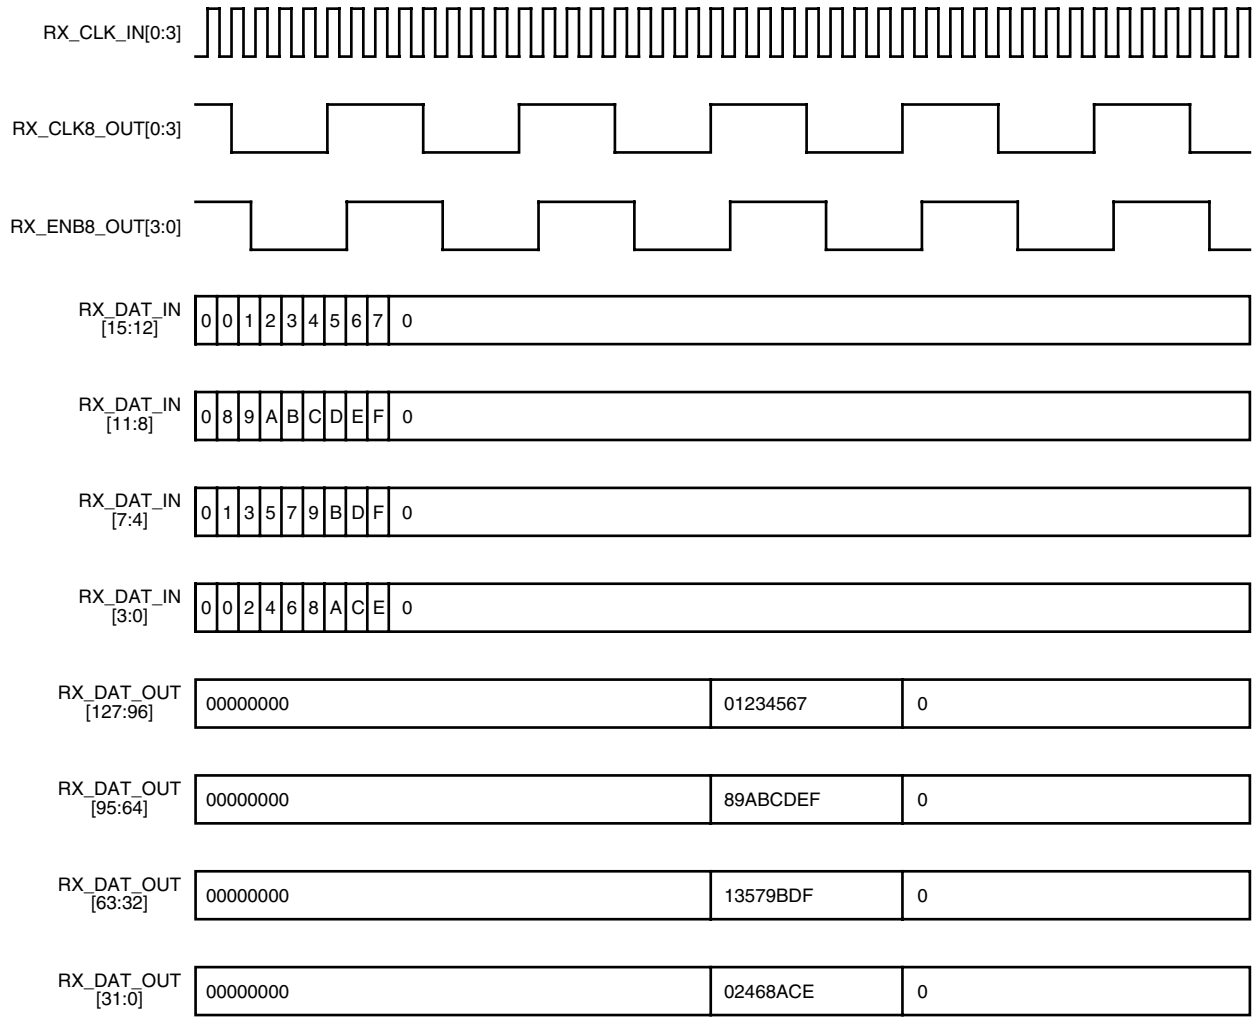 RX_CLK_IN[0:3]
RX_CLK8_OUT[0:3]
RX_ENB8_OUT[3:0]
RX_DAT_IN
[15:12]
0 0 1 2 3 4 5 6 7 0
RX_DAT_IN
[11:8]
0 8 9 A B C D E F 0
RX_DAT_IN
[7:4]
0 1 3 5 7 9 B D F 0
RX_DAT_IN
[3:0]
0 0 2 4 6 8 A C E 0
RX_DAT_OUT
[127:96]
00000000 01234567 0
RX_DAT_OUT
[95:64]
00000000 89ABCDEF 0
RX_DAT_OUT
[63:32]
00000000 13579BDF 0
RX_DAT_OUT
[31:0]
00000000 02468ACE 0